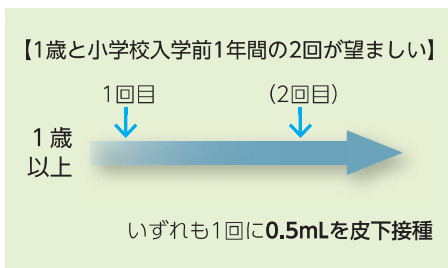 【1歳と小学校入学前1年間の2回が望ましい】
1回目 (2回目)
1歳
以上
いずれも1回に0.5mLを皮下接種